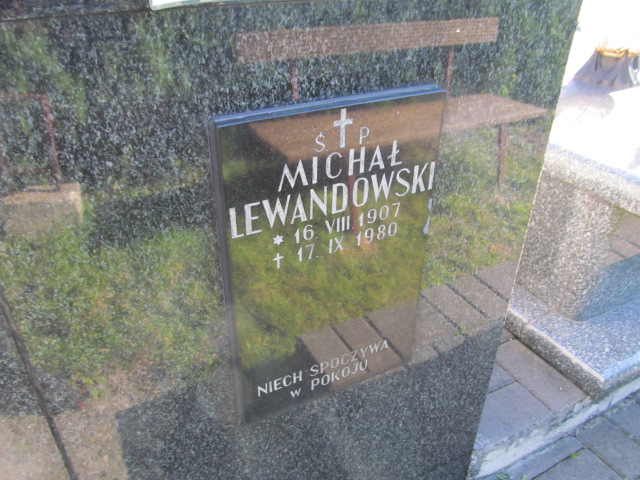 Ś † P
MICHAŁ
LEWANDOWSKI
* 16. VIII. 1907
† 17. IX 1980
NIECH SPOCZYWA
W POKOJU